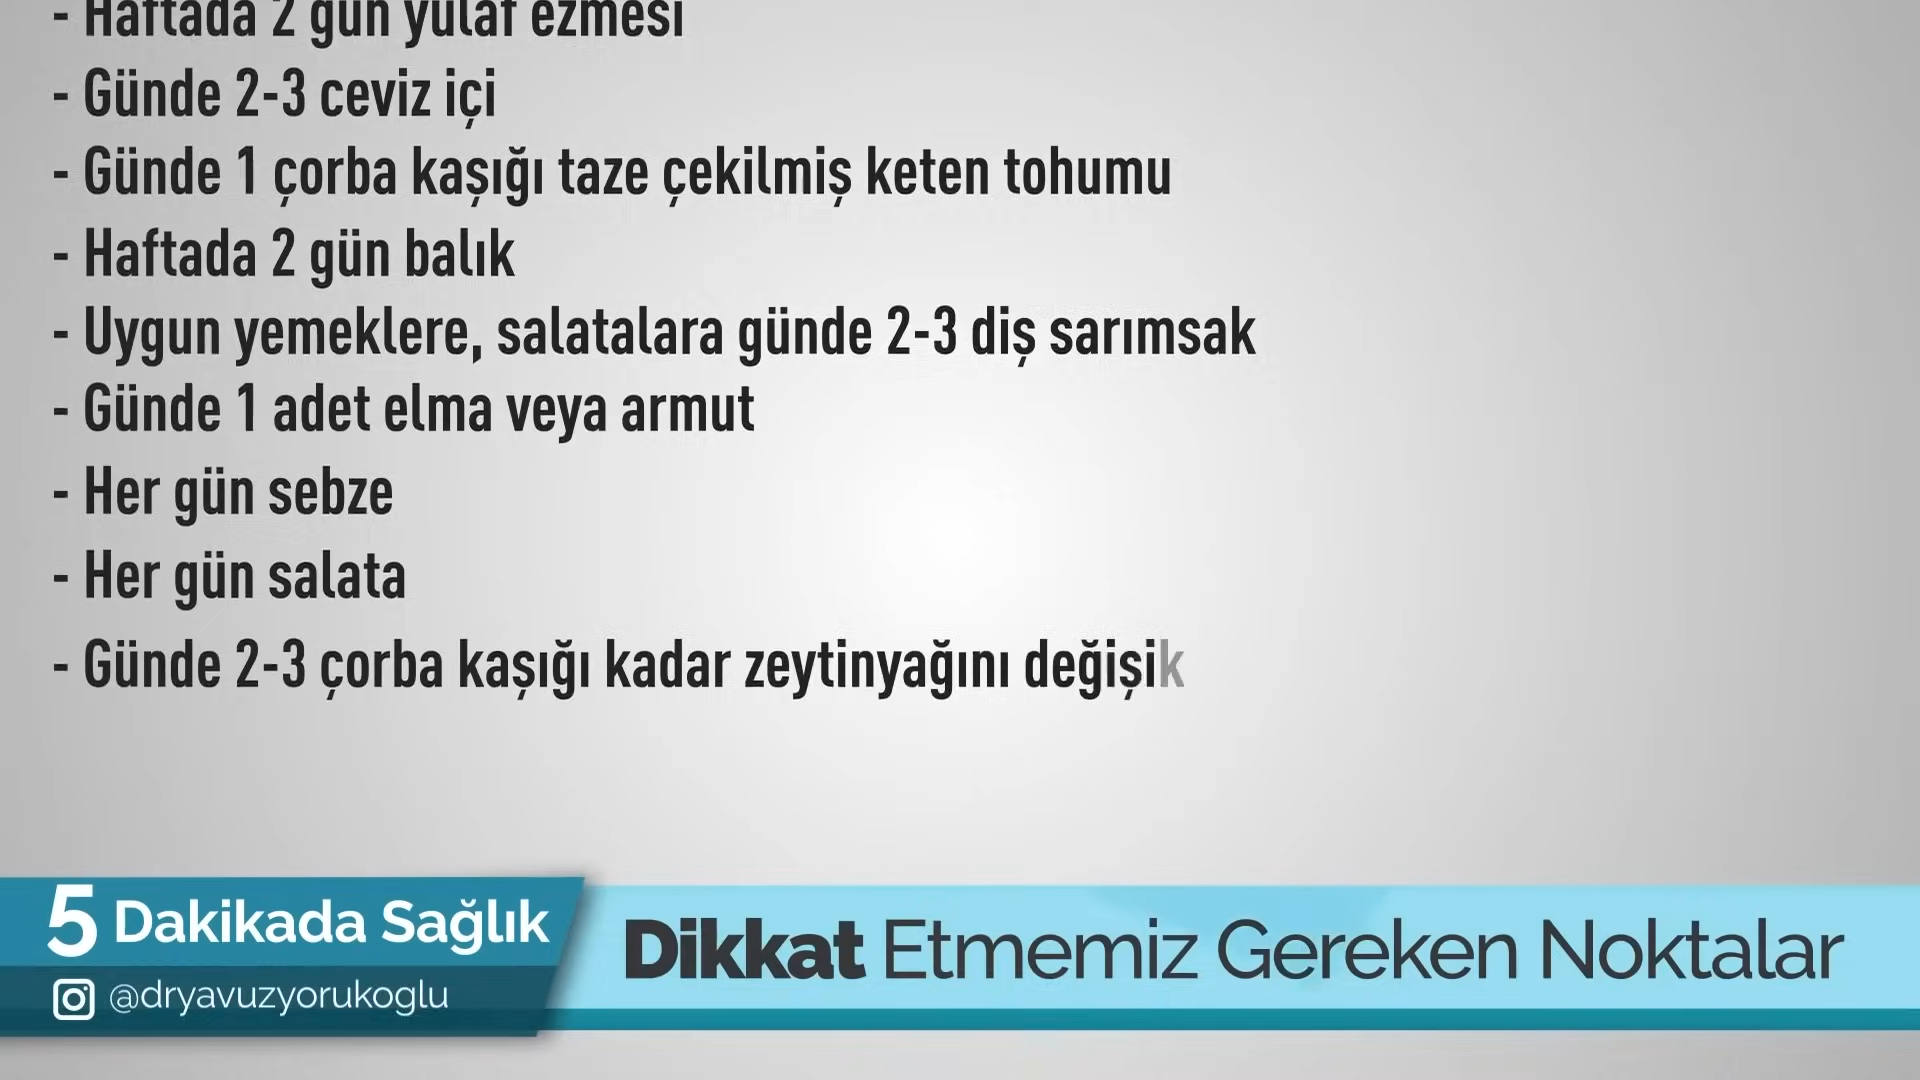 - Haftada 2 gün yulaf ezmesi
- Günde 2-3 ceviz içi
- Günde 1 çorba kaşığı taze çekilmiş keten tohumu
- Haftada 2 gün balık
- Uygun yemeklere, salatalara günde 2-3 diş sarımsak
- Günde 1 adet elma veya armut
- Her gün sebze
- Her gün salata
- Günde 2-3 çorba kaşığı kadar zeytinyağını değişik
5 Dakikada Sağlık
@dryavuzyorukoglu
Dikkat Etmemiz Gereken Noktalar